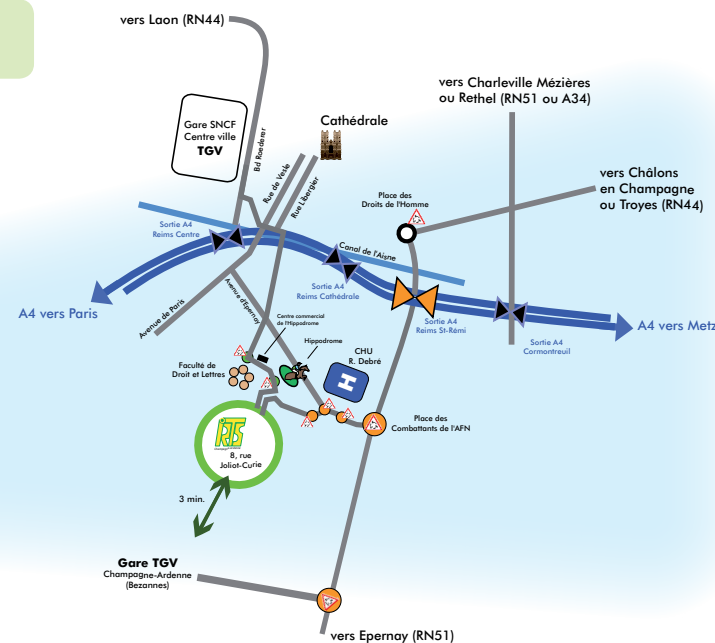 vers Laon (RN44)
Gare SNCF
Centre ville
TGV
Bd Roederer
Rue de Vesle
Rue Libergier
Cathédrale
vers Charleville Mézières
ou Rethel (RN51 ou A34)
vers Châlons
en Champagne
ou Troyes (RN44)
Place des
Droits de l'Homme
Sortie A4
Reims Centre
Canal de l'Aisne
Sortie A4
Reims Cathédrale
A4 vers Paris
Avenue de Paris
Avenue d'Epernay
Sortie A4
Reims St-Rémi
A4 vers Metz
Sortie A4
Cormontreuil
Centre commercial
de l'Hippodrome
Hippodrome
CHU
R. Debré
H
Faculté de
Droit et Lettres
Place des
Combattants de l'AFN
IRTS
8, rue
Joliot-Curie
3 min.
Gare TGV
Champagne-Ardenne
(Bezannes)
vers Epernay (RN51)